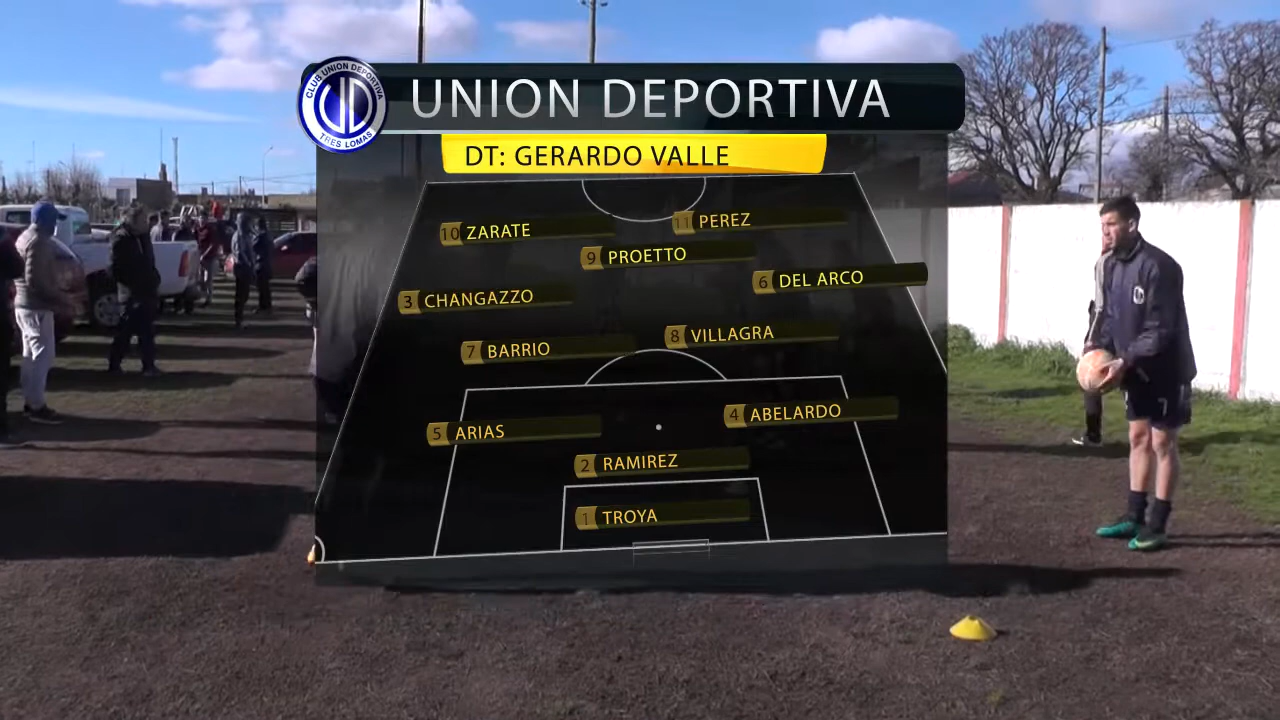 CLUB UNION DEPORTIVA
TRES LOMAS
UNION DEPORTIVA
DT: GERARDO VALLE
10 ZARATE
11 PEREZ
9 PROETTO
6 DEL ARCO
3 CHANGAZZO
8 VILLAGRA
7 BARRIO
4 ABELARDO
5 ARIAS
2 RAMIREZ
1 TROYA
7